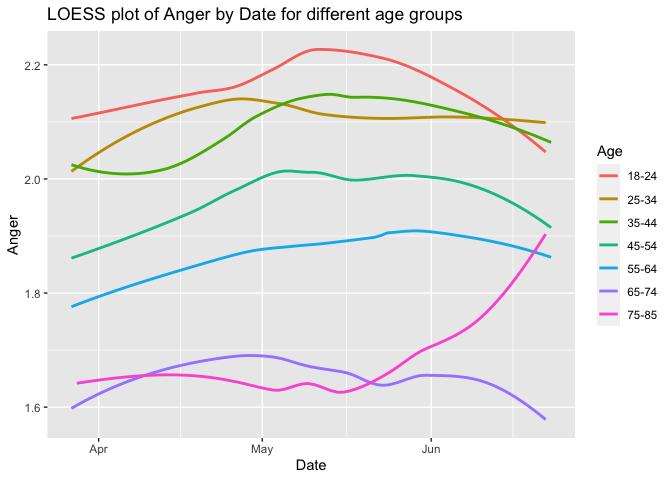 LOESS plot of Anger by Date for different age groups
2.2
2.0
1.8
1.6
Anger
Apr
May
Jun
Date
Age
18-24
25-34
35-44
45-54
55-64
65-74
75-85